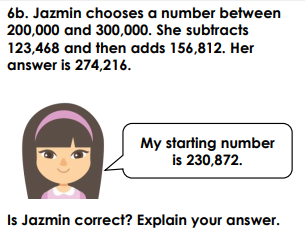 6b. Jazmin chooses a number between
200,000 and 300,000. She subtracts
123,468 and then adds 156,812. Her
answer is 274,216.
My starting number
is 230,872.
Is Jazmin correct? Explain your answer.